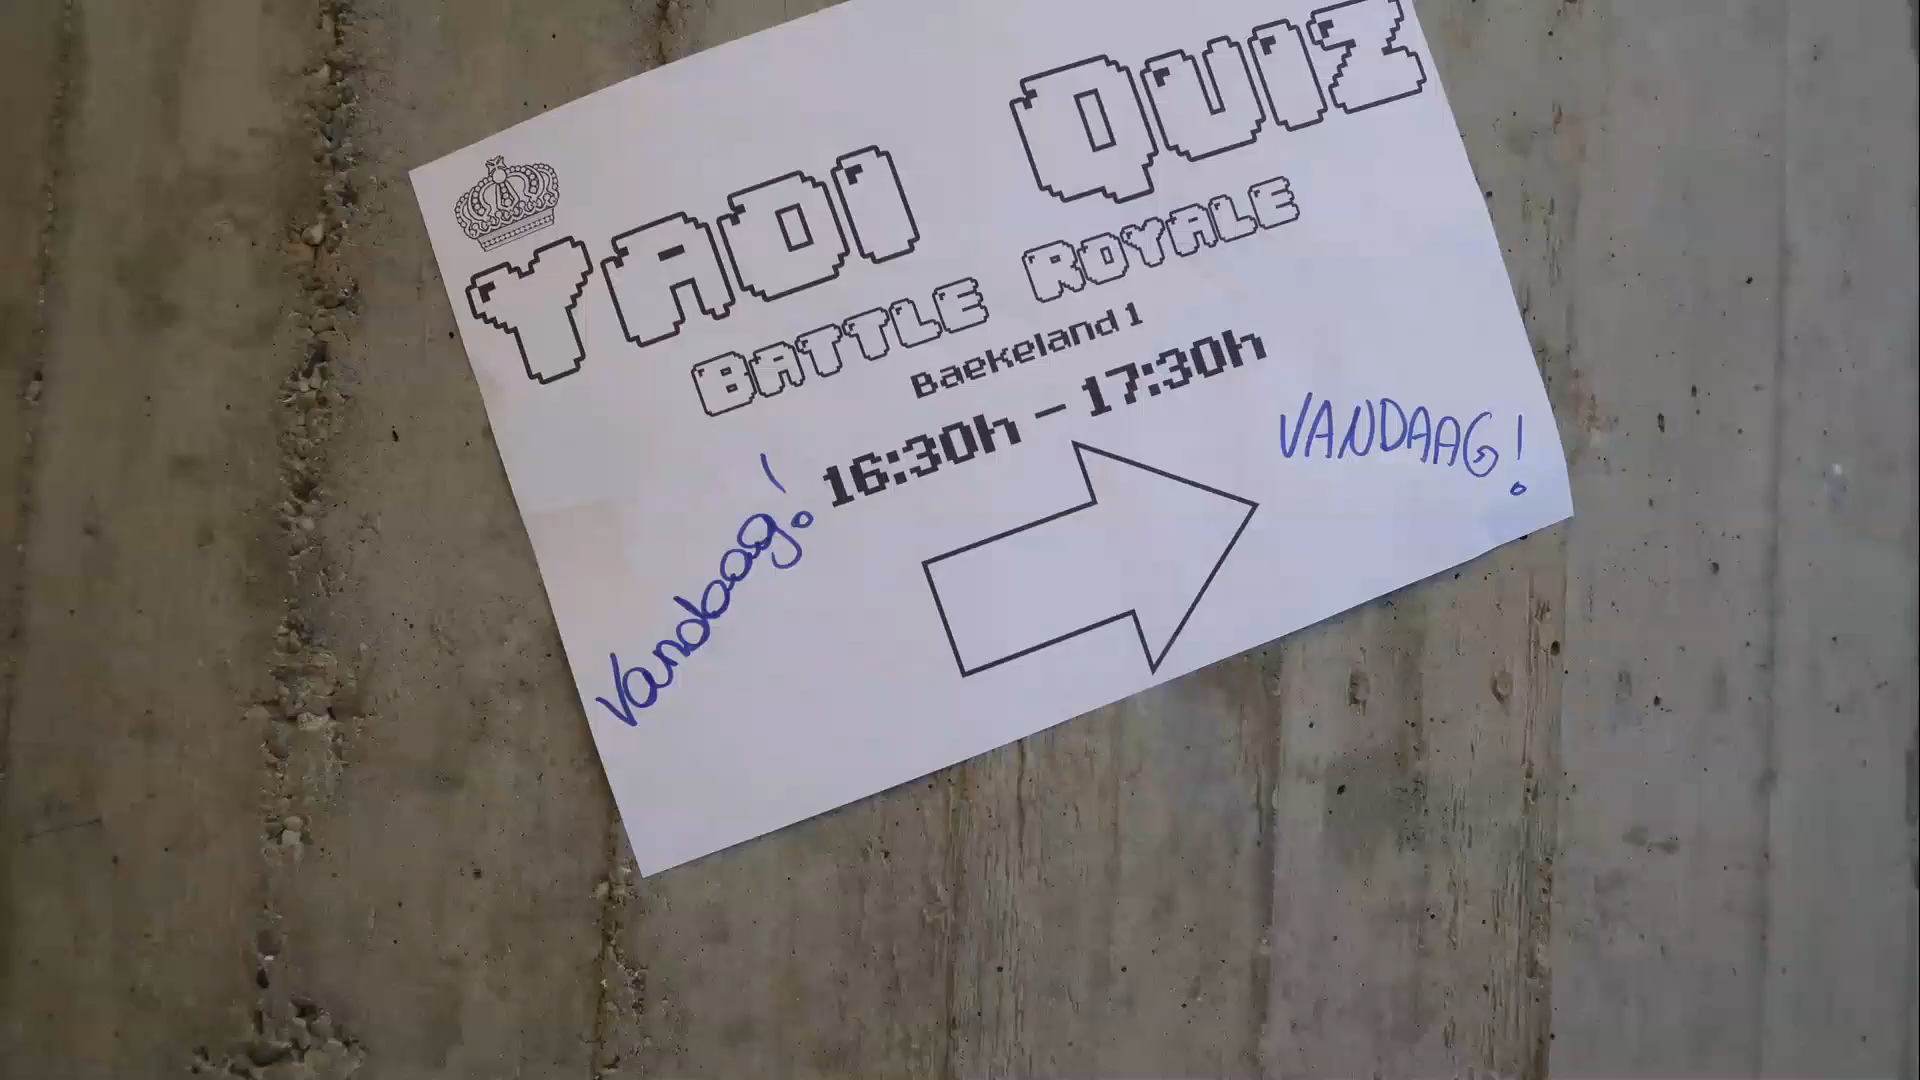 YAOI QUIZ
BATTLE ROYALE
Baekeland 1
16:30h - 17:30h
Vandaag!
VANDAAG!